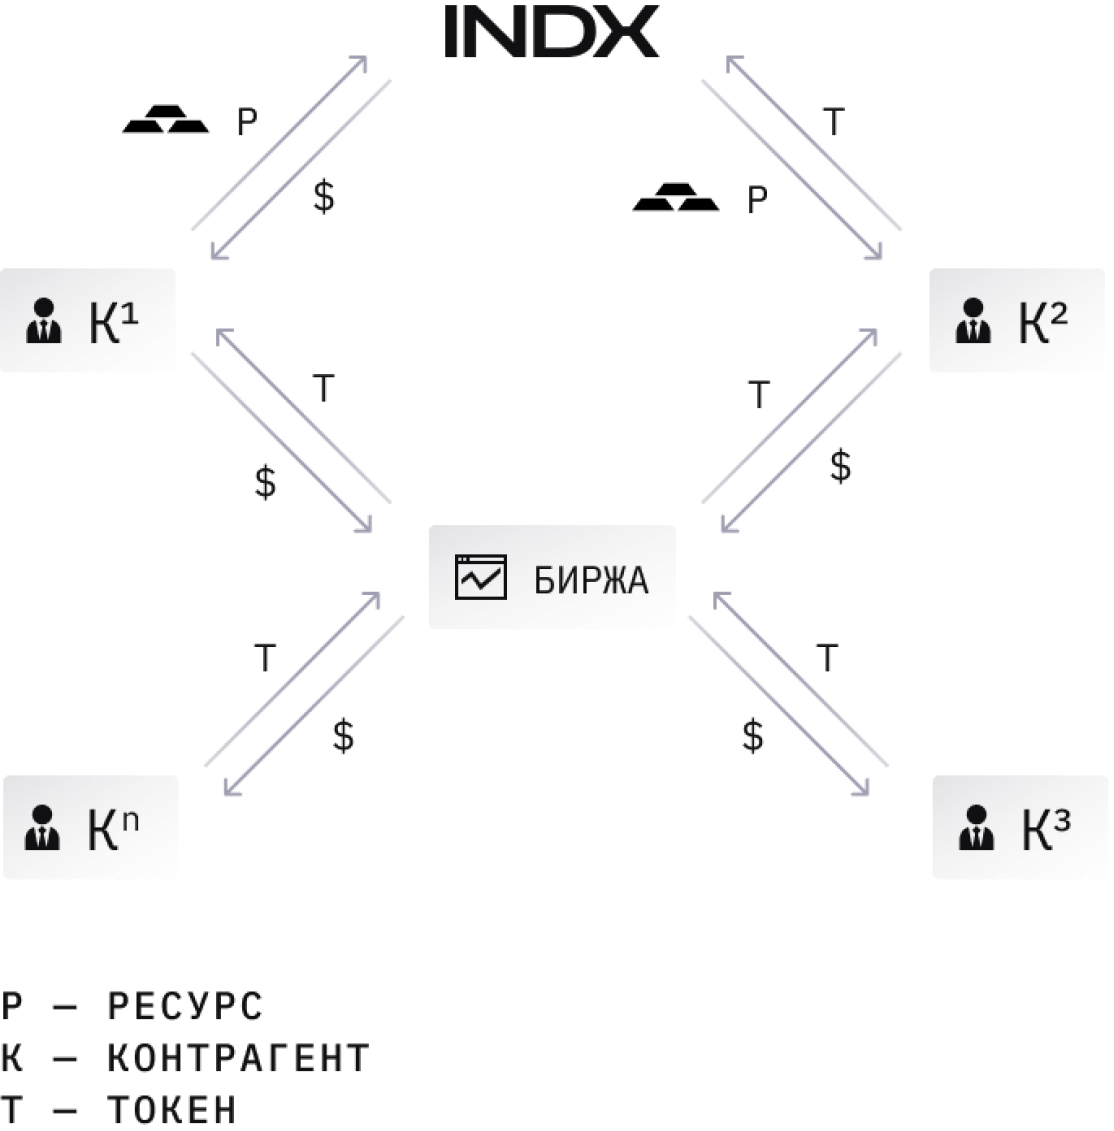 INDX
Р
Т
$
Р
К¹
К²
Т
Т
$
$
БИРЖА
Т
Т
$
$
Кⁿ
К³
Р — РЕСУРС
К — КОНТРАГЕНТ
Т — ТОКЕН